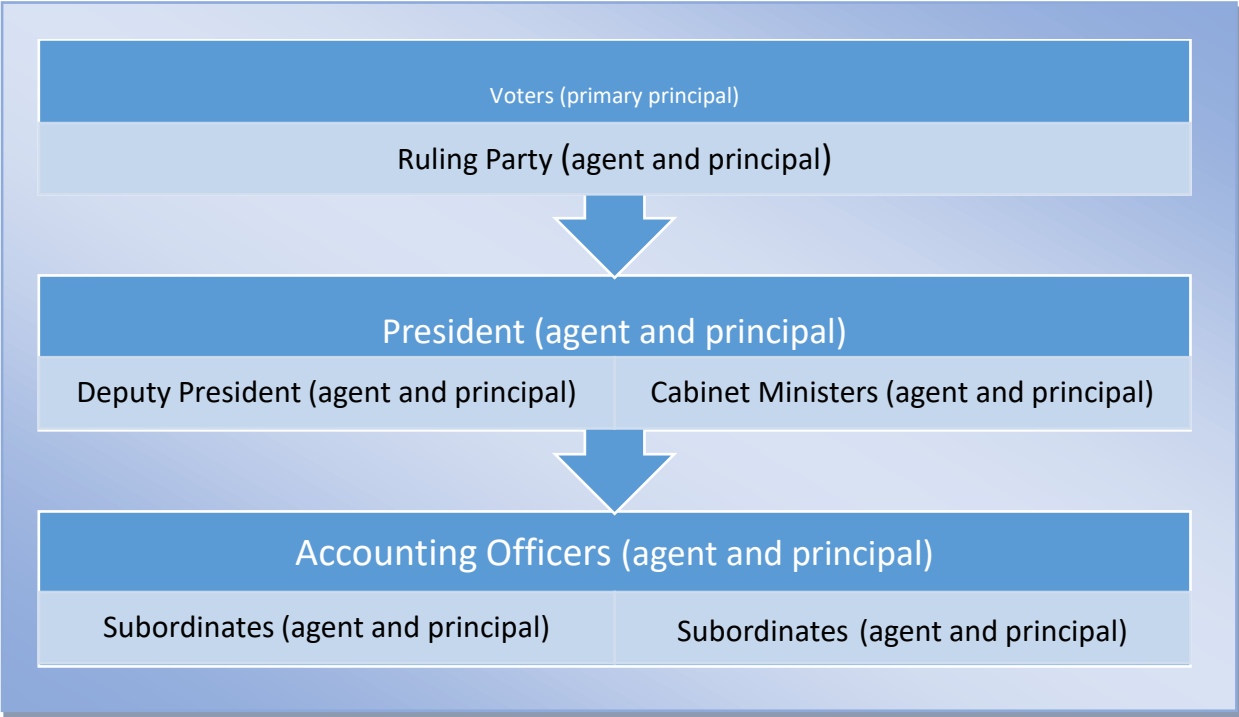 Voters (primary principal)
Ruling Party (agent and principal)
President (agent and principal)
Deputy President (agent and principal)
Cabinet Ministers (agent and principal)
Accounting Officers (agent and principal)
Subordinates (agent and principal)
Subordinates (agent and principal)